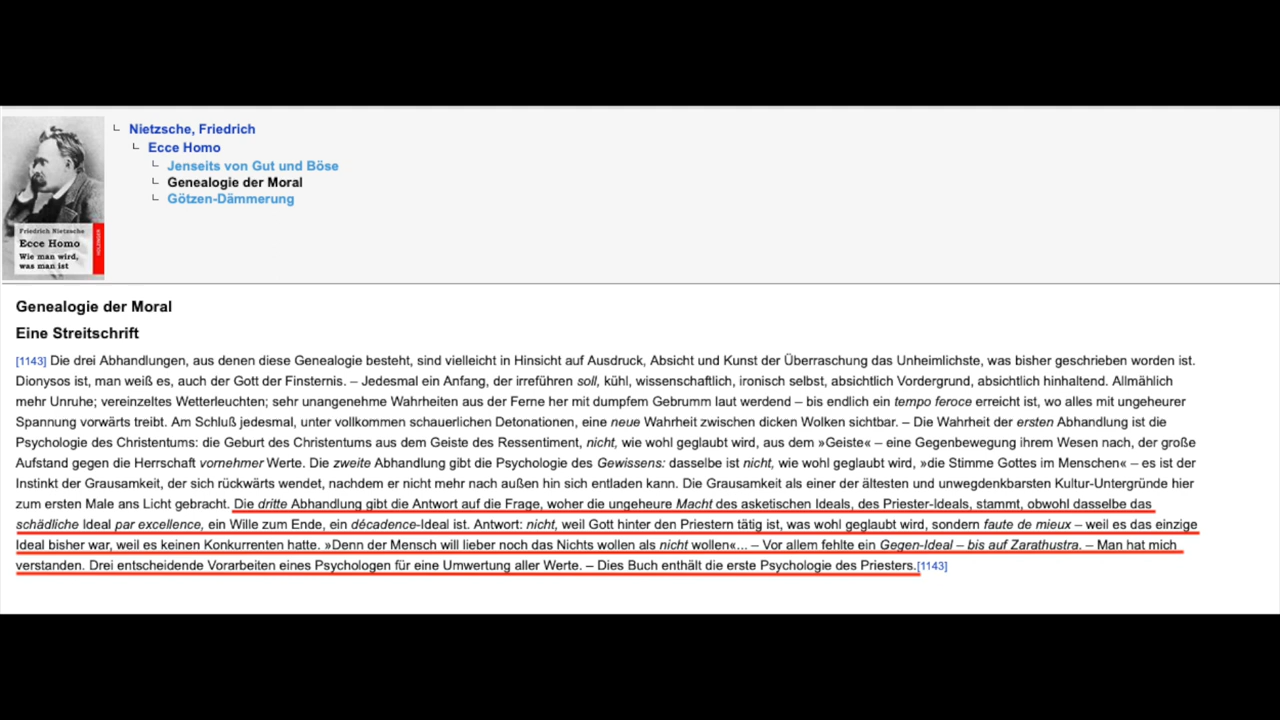 Nietzsche, Friedrich
Ecce Homo
Jenseits von Gut und Böse
Genealogie der Moral
Götzen-Dämmerung
Friedrich Nietzsche
Ecce Homo
Wie man wird,
was man ist
Genealogie der Moral
Eine Streitschrift
[1143] Die drei Abhandlungen, aus denen diese Genealogie besteht, sind vielleicht in Hinsicht auf Ausdruck, Absicht und Kunst der Überraschung das Unheimlichste, was bisher geschrieben worden ist.
Dionysos ist, man weiß es, auch der Gott der Finsternis. – Jedesmal ein Anfang, der irreführen soll, kühl, wissenschaftlich, ironisch selbst, absichtlich Vordergrund, absichtlich hinhaltend. Allmählich
mehr Unruhe; vereinzeltes Wetterleuchten; sehr unangenehme Wahrheiten aus der Ferne her mit dumpfem Gebrumm laut werdend – bis endlich ein tempo feroce erreicht ist, wo alles mit ungeheurer
Spannung vorwärts treibt. Am Schluß jedesmal, unter vollkommen schauerlichen Detonationen, eine neue Wahrheit zwischen dicken Wolken sichtbar. – Die Wahrheit der ersten Abhandlung ist die
Psychologie des Christentums: die Geburt des Christentums aus dem Geiste des Ressentiment, nicht, wie wohl geglaubt wird, aus dem »Geiste« – eine Gegenbewegung ihrem Wesen nach, der große
Aufstand gegen die Herrschaft vornehmer Werte. Die zweite Abhandlung gibt die Psychologie des Gewissens: dasselbe ist nicht, wie wohl geglaubt wird, »die Stimme Gottes im Menschen« – es ist der
Instinkt der Grausamkeit, der sich rückwärts wendet, nachdem er nicht mehr nach außen hin sich entladen kann. Die Grausamkeit als einer der ältesten und unwegdenkbarsten Kultur-Untergründe hier
zum ersten Male ans Licht gebracht. Die dritte Abhandlung gibt die Antwort auf die Frage, woher die ungeheure Macht des asketischen Ideals, des Priester-Ideals, stammt, obwohl dasselbe das
schädliche Ideal par excellence, ein Wille zum Ende, ein décadence-Ideal ist. Antwort: nicht, weil Gott hinter den Priestern tätig ist, was wohl geglaubt wird, sondern faute de mieux – weil es das einzige
Ideal bisher war, weil es keinen Konkurrenten hatte. »Denn der Mensch will lieber noch das Nichts wollen als nicht wollen«... – Vor allem fehlte ein Gegen-Ideal – bis auf Zarathustra. – Man hat mich
verstanden. Drei entscheidende Vorarbeiten eines Psychologen für eine Umwertung aller Werte. – Dies Buch enthält die erste Psychologie des Priesters.[1143]